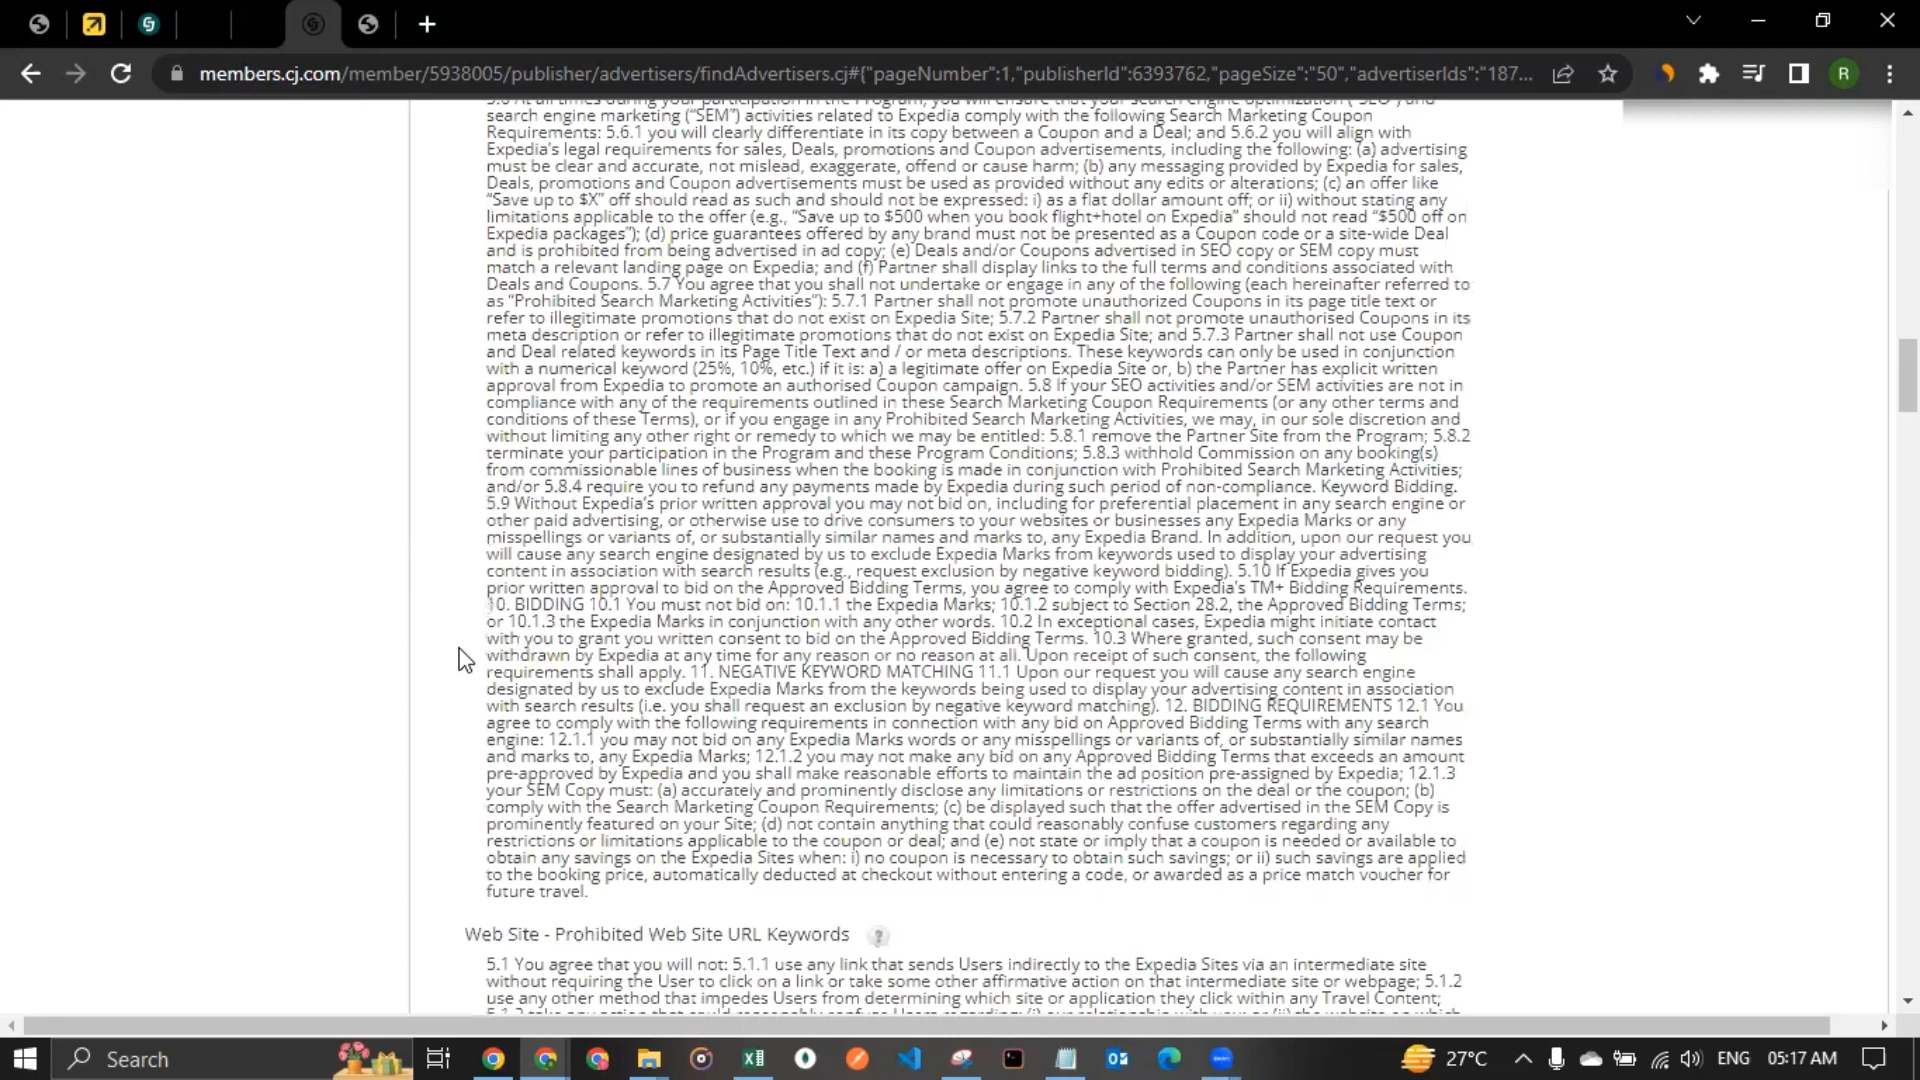 members.cj.com/member/5938005/publisher/advertisers/findAdvertisers.cj#{"pageNumber":1,"publisherId":6393762,"pageSize":"50","advertiserIds":"187...
R
5.6 At all times during your participation in the Program, you will ensure that your search engine optimization ("SEO") and
search engine marketing (“SEM”) activities related to Expedia comply with the following Search Marketing Coupon
Requirements: 5.6.1 you will clearly differentiate in its copy between a Coupon and a Deal; and 5.6.2 you will align with
Expedia’s legal requirements for sales, Deals, promotions and Coupon advertisements, including the following: (a) advertising
must be clear and accurate, not mislead, exaggerate, offend or cause harm; (b) any messaging provided by Expedia for sales,
Deals, promotions and Coupon advertisements must be used as provided without any edits or alterations; (c) an offer like
“Save up to $X” off should read as such and should not be expressed: i) as a flat dollar amount off; or ii) without stating any
limitations applicable to the offer (e.g., “Save up to $500 when you book flight+hotel on Expedia” should not read “$500 off on
Expedia packages”); (d) price guarantees offered by any brand must not be presented as a Coupon code or a site-wide Deal
and is prohibited from being advertised in ad copy; (e) Deals and/or Coupons advertised in SEO copy or SEM copy must
match a relevant landing page on Expedia; and (f) Partner shall display links to the full terms and conditions associated with
Deals and Coupons. 5.7 You agree that you shall not undertake or engage in any of the following (each hereinafter referred to
as “Prohibited Search Marketing Activities”): 5.7.1 Partner shall not promote unauthorized Coupons in its page title text or
refer to illegitimate promotions that do not exist on Expedia Site; 5.7.2 Partner shall not promote unauthorised Coupons in its
meta description or refer to illegitimate promotions that do not exist on Expedia Site; and 5.7.3 Partner shall not use Coupon
and Deal related keywords in its Page Title Text and / or meta descriptions. These keywords can only be used in conjunction
with a numerical keyword (25%, 10%, etc.) if it is: a) a legitimate offer on Expedia Site or, b) the Partner has explicit written
approval from Expedia to promote an authorised Coupon campaign. 5.8 If your SEO activities and/or SEM activities are not in
compliance with any of the requirements outlined in these Search Marketing Coupon Requirements (or any other terms and
conditions of these Terms), or if you engage in any Prohibited Search Marketing Activities, we may, in our sole discretion and
without limiting any other right or remedy to which we may be entitled: 5.8.1 remove the Partner Site from the Program; 5.8.2
terminate your participation in the Program and these Program Conditions; 5.8.3 withhold Commission on any booking(s)
from commissionable lines of business when the booking is made in conjunction with Prohibited Search Marketing Activities;
and/or 5.8.4 require you to refund any payments made by Expedia during such period of non-compliance. Keyword Bidding.
5.9 Without Expedia’s prior written approval you may not bid on, including for preferential placement in any search engine or
other paid advertising, or otherwise use to drive consumers to your websites or businesses any Expedia Marks or any
misspellings or variants of, or substantially similar names and marks to, any Expedia Brand. In addition, upon our request you
will cause any search engine designated by us to exclude Expedia Marks from keywords used to display your advertising
content in association with search results (e.g., request exclusion by negative keyword bidding). 5.10 If Expedia gives you
prior written approval to bid on the Approved Bidding Terms, you agree to comply with Expedia’s TM+ Bidding Requirements.
10. BIDDING 10.1 You must not bid on: 10.1.1 the Expedia Marks; 10.1.2 subject to Section 28.2, the Approved Bidding Terms;
or 10.1.3 the Expedia Marks in conjunction with any other words. 10.2 In exceptional cases, Expedia might initiate contact
with you to grant you written consent to bid on the Approved Bidding Terms. 10.3 Where granted, such consent may be
withdrawn by Expedia at any time for any reason or no reason at all. Upon receipt of such consent, the following
requirements shall apply. 11. NEGATIVE KEYWORD MATCHING 11.1 Upon our request you will cause any search engine
designated by us to exclude Expedia Marks from the keywords being used to display your advertising content in association
with search results (i.e. you shall request an exclusion by negative keyword matching). 12. BIDDING REQUIREMENTS 12.1 You
agree to comply with the following requirements in connection with any bid on Approved Bidding Terms with any search
engine: 12.1.1 you may not bid on any Expedia Marks words or any misspellings or variants of, or substantially similar names
and marks to, any Expedia Marks; 12.1.2 you may not make any bid on any Approved Bidding Terms that exceeds an amount
pre-approved by Expedia and you shall make reasonable efforts to maintain the ad position pre-assigned by Expedia; 12.1.3
your SEM Copy must: (a) accurately and prominently disclose any limitations or restrictions on the deal or the coupon; (b)
comply with the Search Marketing Coupon Requirements; (c) be displayed such that the offer advertised in the SEM Copy is
prominently featured on your Site; (d) not contain anything that could reasonably confuse customers regarding any
restrictions or limitations applicable to the coupon or deal; and (e) not state or imply that a coupon is needed or available to
obtain any savings on the Expedia Sites when: i) no coupon is necessary to obtain such savings; or ii) such savings are applied
to the booking price, automatically deducted at checkout without entering a code, or awarded as a price match voucher for
future travel.
Web Site - Prohibited Web Site URL Keywords ?
5.1 You agree that you will not: 5.1.1 use any link that sends Users indirectly to the Expedia Sites via an intermediate site
without requiring the User to click on a link or take some other affirmative action on that intermediate site or webpage; 5.1.2
use any other method that impedes Users from determining which site or application they click within any Travel Content;
Search
27°C
ENG
05:17 AM